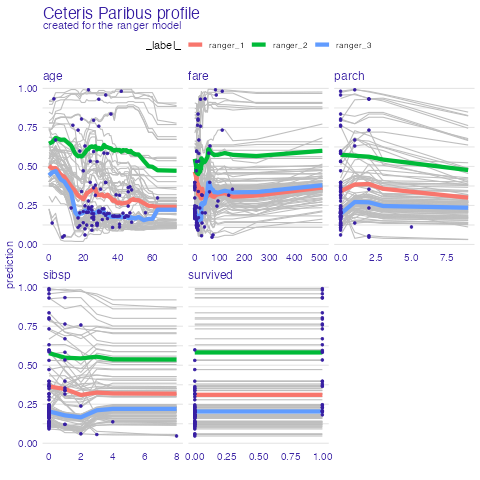 Ceteris Paribus profile
created for the ranger model
_label_ ranger_1 ranger_2 ranger_3
age fare parch
1.00
0.75
0.50
0.25
0.00
0 20 40 60 0 100 200 300 400 500 0.0 2.5 5.0 7.5
prediction
sibsp survived
1.00
0.75
0.50
0.25
0.00
0 2 4 6 8 0.00 0.25 0.50 0.75 1.00